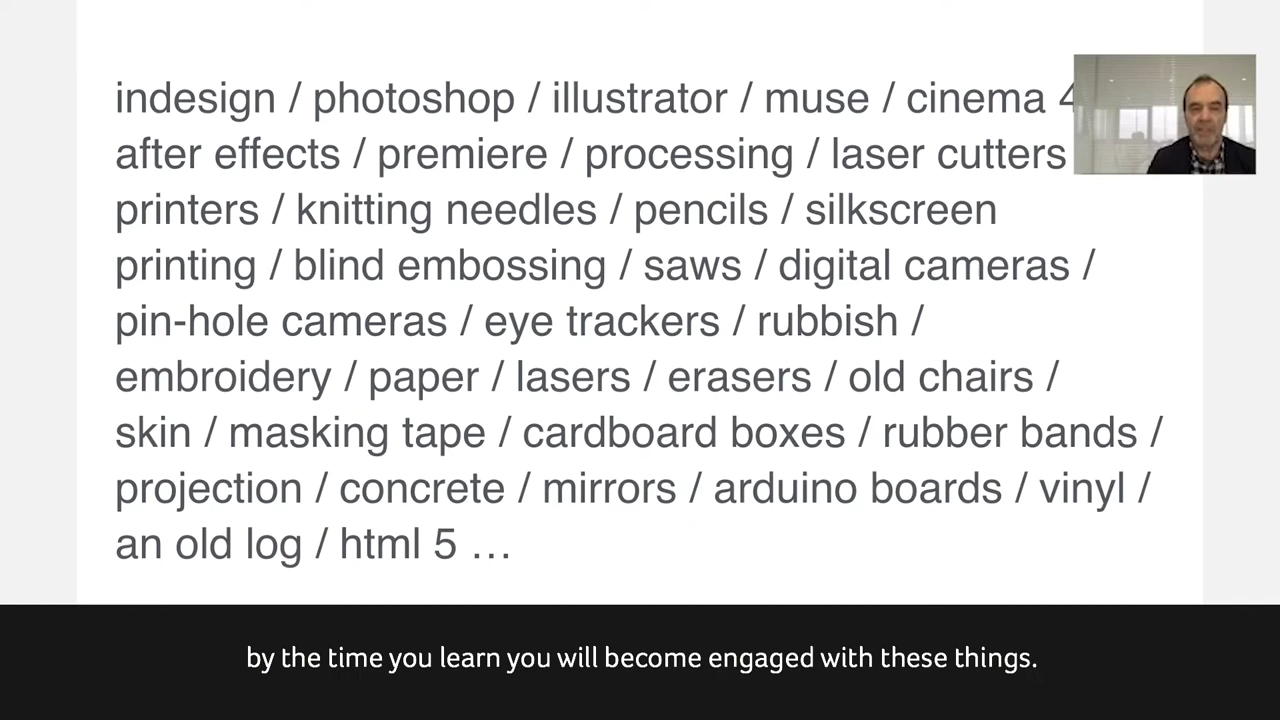 indesign / photoshop / illustrator / muse / cinema 4
after effects / premiere / processing / laser cutters
printers / knitting needles / pencils / silkscreen
printing / blind embossing / saws / digital cameras /
pin-hole cameras / eye trackers / rubbish /
embroidery / paper / lasers / erasers / old chairs /
skin / masking tape / cardboard boxes / rubber bands /
projection / concrete / mirrors / arduino boards / vinyl /
an old log / html 5 …
by the time you learn you will become engaged with these things.